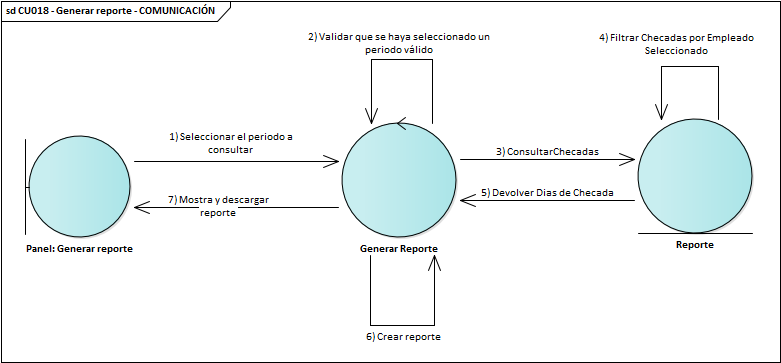 sd CU018 - Generar reporte - COMUNICACIÓN
2) Validar que se haya seleccionado un
periodo válido
4) Filtrar Checadas por Empleado
Seleccionado
1) Seleccionar el periodo a
consultar
3) ConsultarChecadas
7) Mostra y descargar
reporte
5) Devolver Dias de Checada
Panel: Generar reporte
Generar Reporte
Reporte
6) Crear reporte